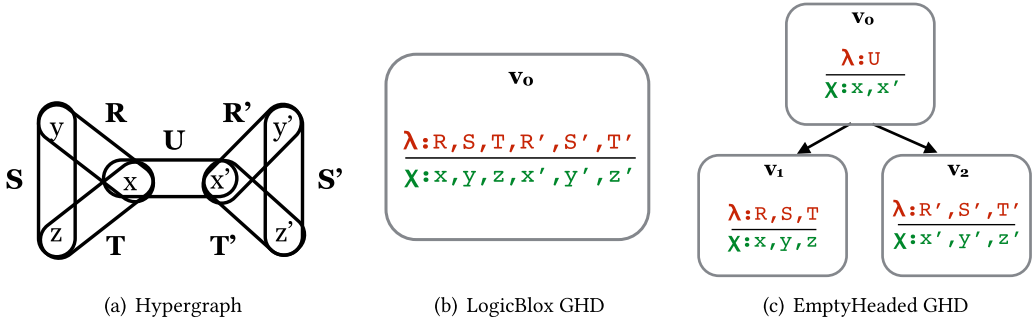 y
R
R'
y'
U
S
x
x'
S'
z
T
T'
z'
(a) Hypergraph
v₀
λ:R,S,T,R′,S′,T′
χ:x,y,z,x′,y′,z′
(b) LogicBlox GHD
v₀
λ:U
χ:x,x′
v₁
λ:R,S,T
χ:x,y,z
v₂
λ:R′,S′,T′
χ:x′,y′,z′
(c) EmptyHeaded GHD